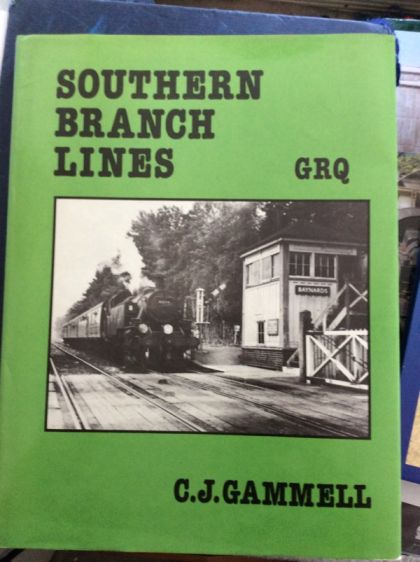 SOUTHERN
BRANCH
LINES
GRQ
BAYNARDS
C.J.GAMMELL